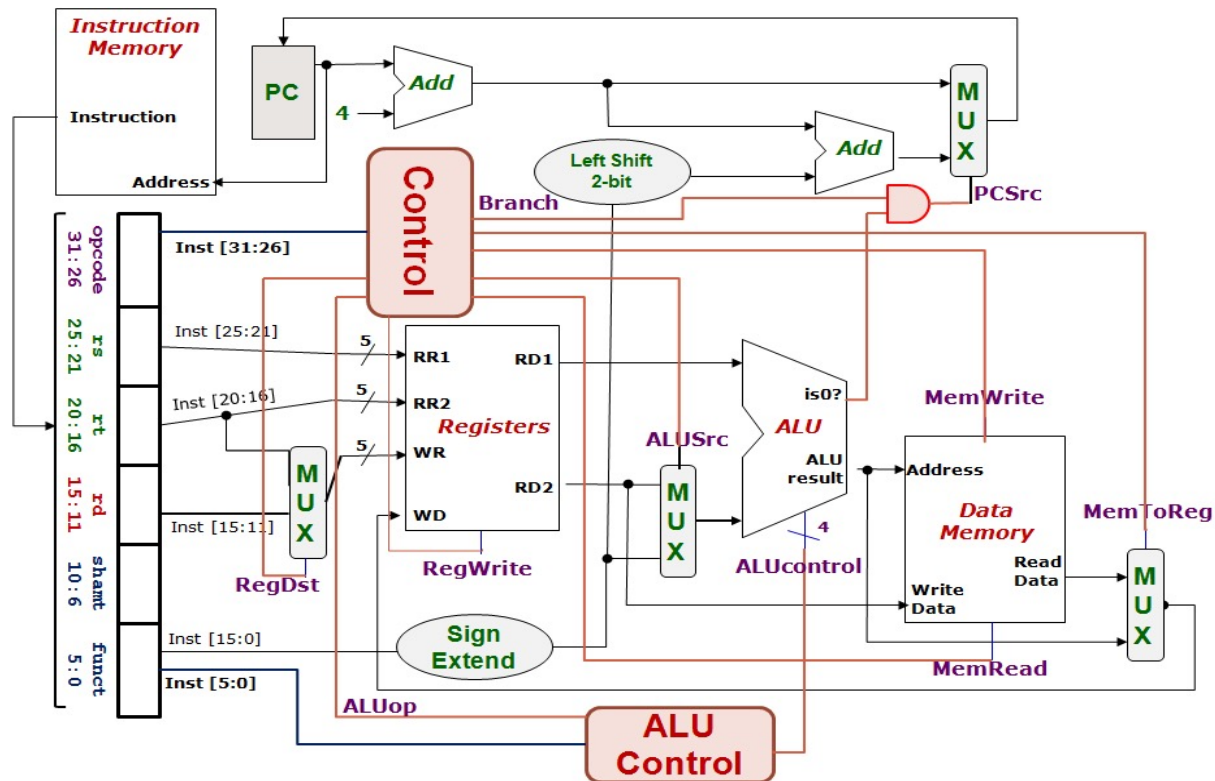 Instruction
Memory
Instruction
Address
PC
4
Add
Left Shift
2-bit
Add
MUX
Control
Branch
PCSrc
opcode
31:26
rs
25:21
rt
20:16
rd
15:11
shamt
10:6
funct
5:0
Inst [31:26]
Inst [25:21]
Inst [20:16]
Inst [15:11]
Inst [15:0]
Inst [5:0]
MUX
RegDst
5
5
5
RR1
RR2
WR
WD
RD1
RD2
Registers
RegWrite
Sign
Extend
ALUSrc
MUX
is0?
ALU
ALU
result
4
ALUcontrol
MemWrite
Address
Data
Memory
Read
Data
Write
Data
MemRead
MemToReg
MUX
ALUop
ALU
Control